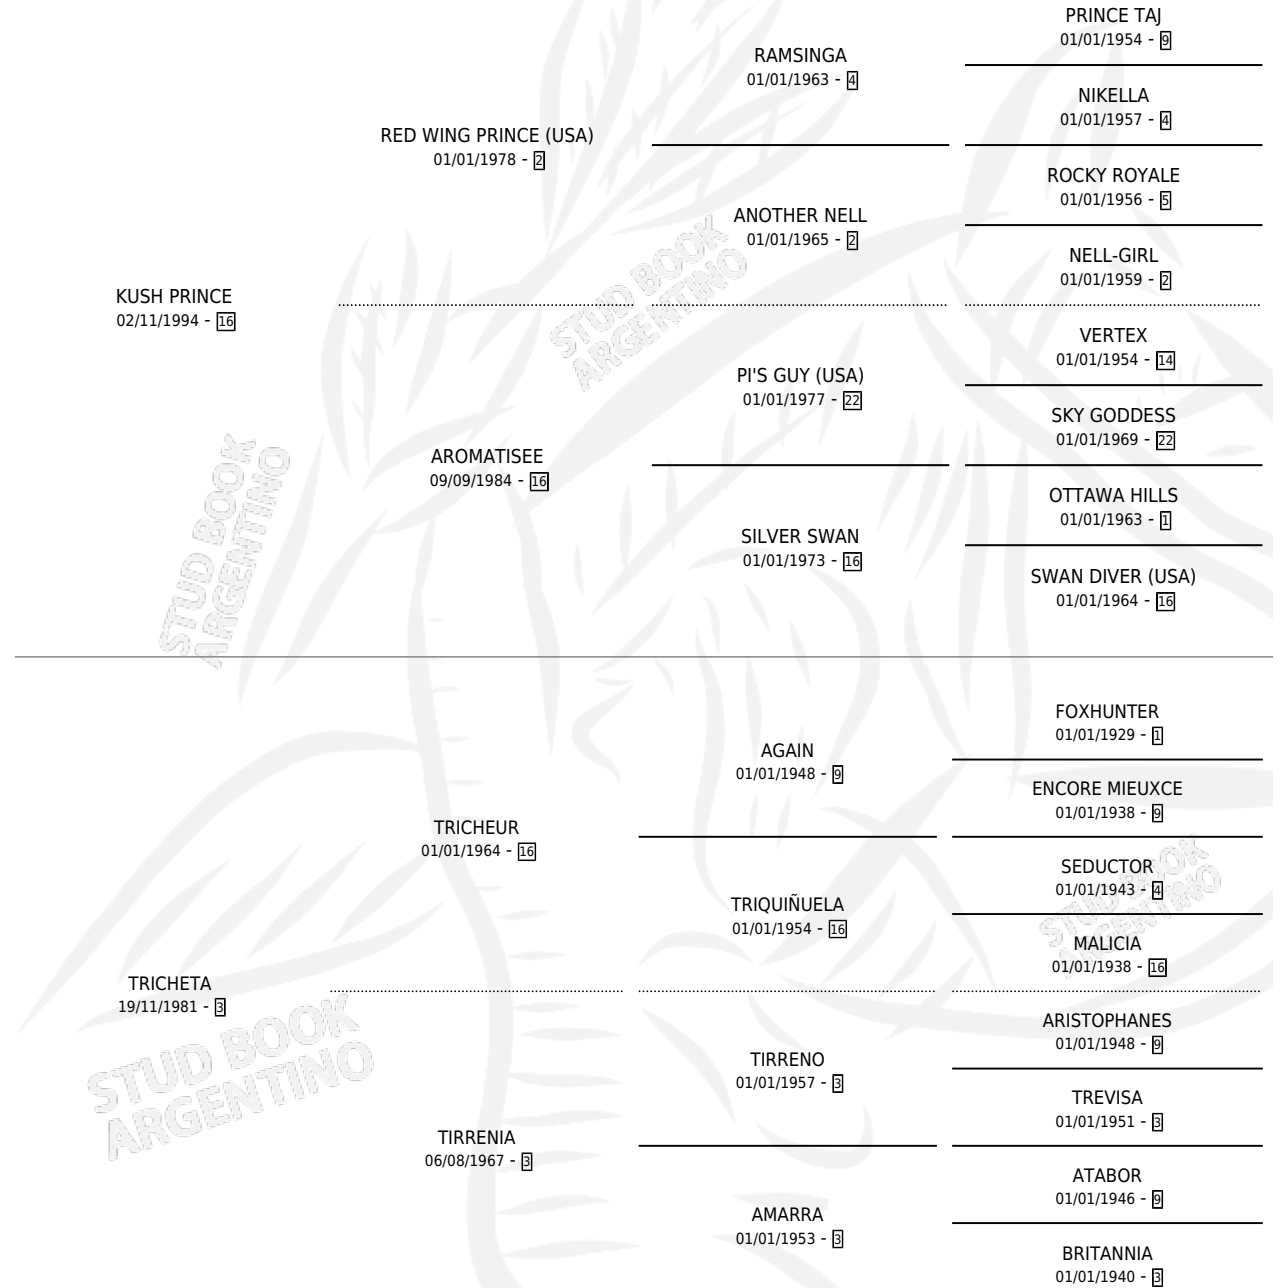 PRINCE TAJ
01/01/1954 - 9
RAMSINGA
01/01/1963 - 4
NIKELLA
01/01/1957 - 4
RED WING PRINCE (USA)
01/01/1978 - 2
ROCKY ROYALE
01/01/1956 - 5
ANOTHER NELL
01/01/1965 - 2
NELL-GIRL
01/01/1959 - 2
KUSH PRINCE
02/11/1994 - 16
VERTEX
01/01/1954 - 14
PI'S GUY (USA)
01/01/1977 - 22
SKY GODDESS
01/01/1969 - 22
AROMATISEE
09/09/1984 - 16
OTTAWA HILLS
01/01/1963 - 1
SILVER SWAN
01/01/1973 - 16
SWAN DIVER (USA)
01/01/1964 - 16
FOXHUNTER
01/01/1929 - 1
AGAIN
01/01/1948 - 9
ENCORE MIEUXCE
01/01/1938 - 9
TRICHEUR
01/01/1964 - 16
SEDUCTOR
01/01/1943 - 4
TRIQUIÑUELA
01/01/1954 - 16
MALICIA
01/01/1938 - 16
TRICHETA
19/11/1981 - 3
ARISTOPHANES
01/01/1948 - 9
TIRRENO
01/01/1957 - 3
TREVISA
01/01/1951 - 3
TIRRENIA
06/08/1967 - 3
ATABOR
01/01/1946 - 9
AMARRA
01/01/1953 - 3
BRITANNIA
01/01/1940 - 3
STUD BOOK
ARGENTINO
STUD BOOK
ARGENTINO
STUD BOOK
ARGENTINO
STUD BOOK
ARGENTINO